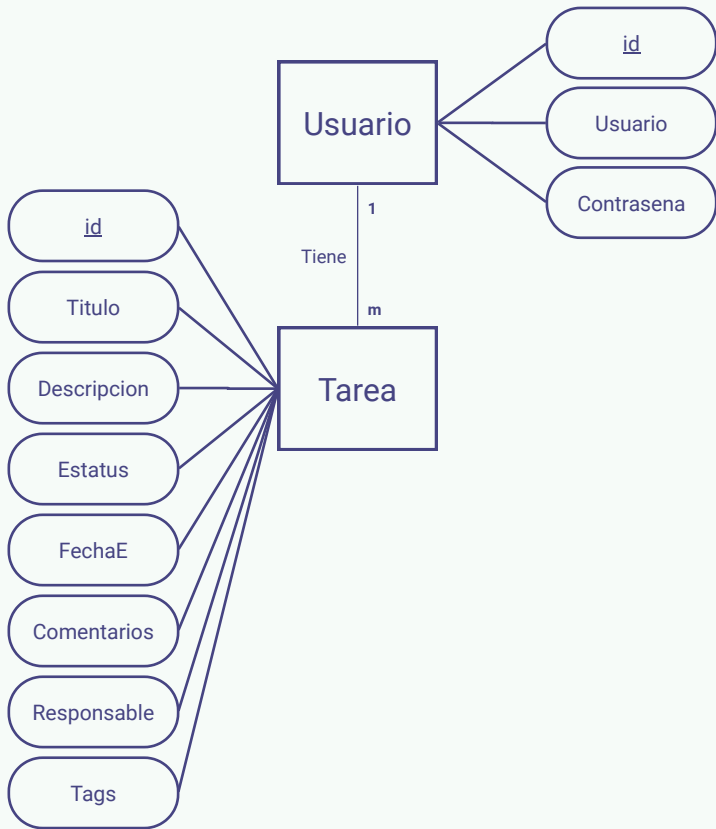 id
Usuario
Usuario
Contrasena
1
id
Tiene
m
Titulo
Tarea
Descripcion
Estatus
FechaE
Comentarios
Responsable
Tags